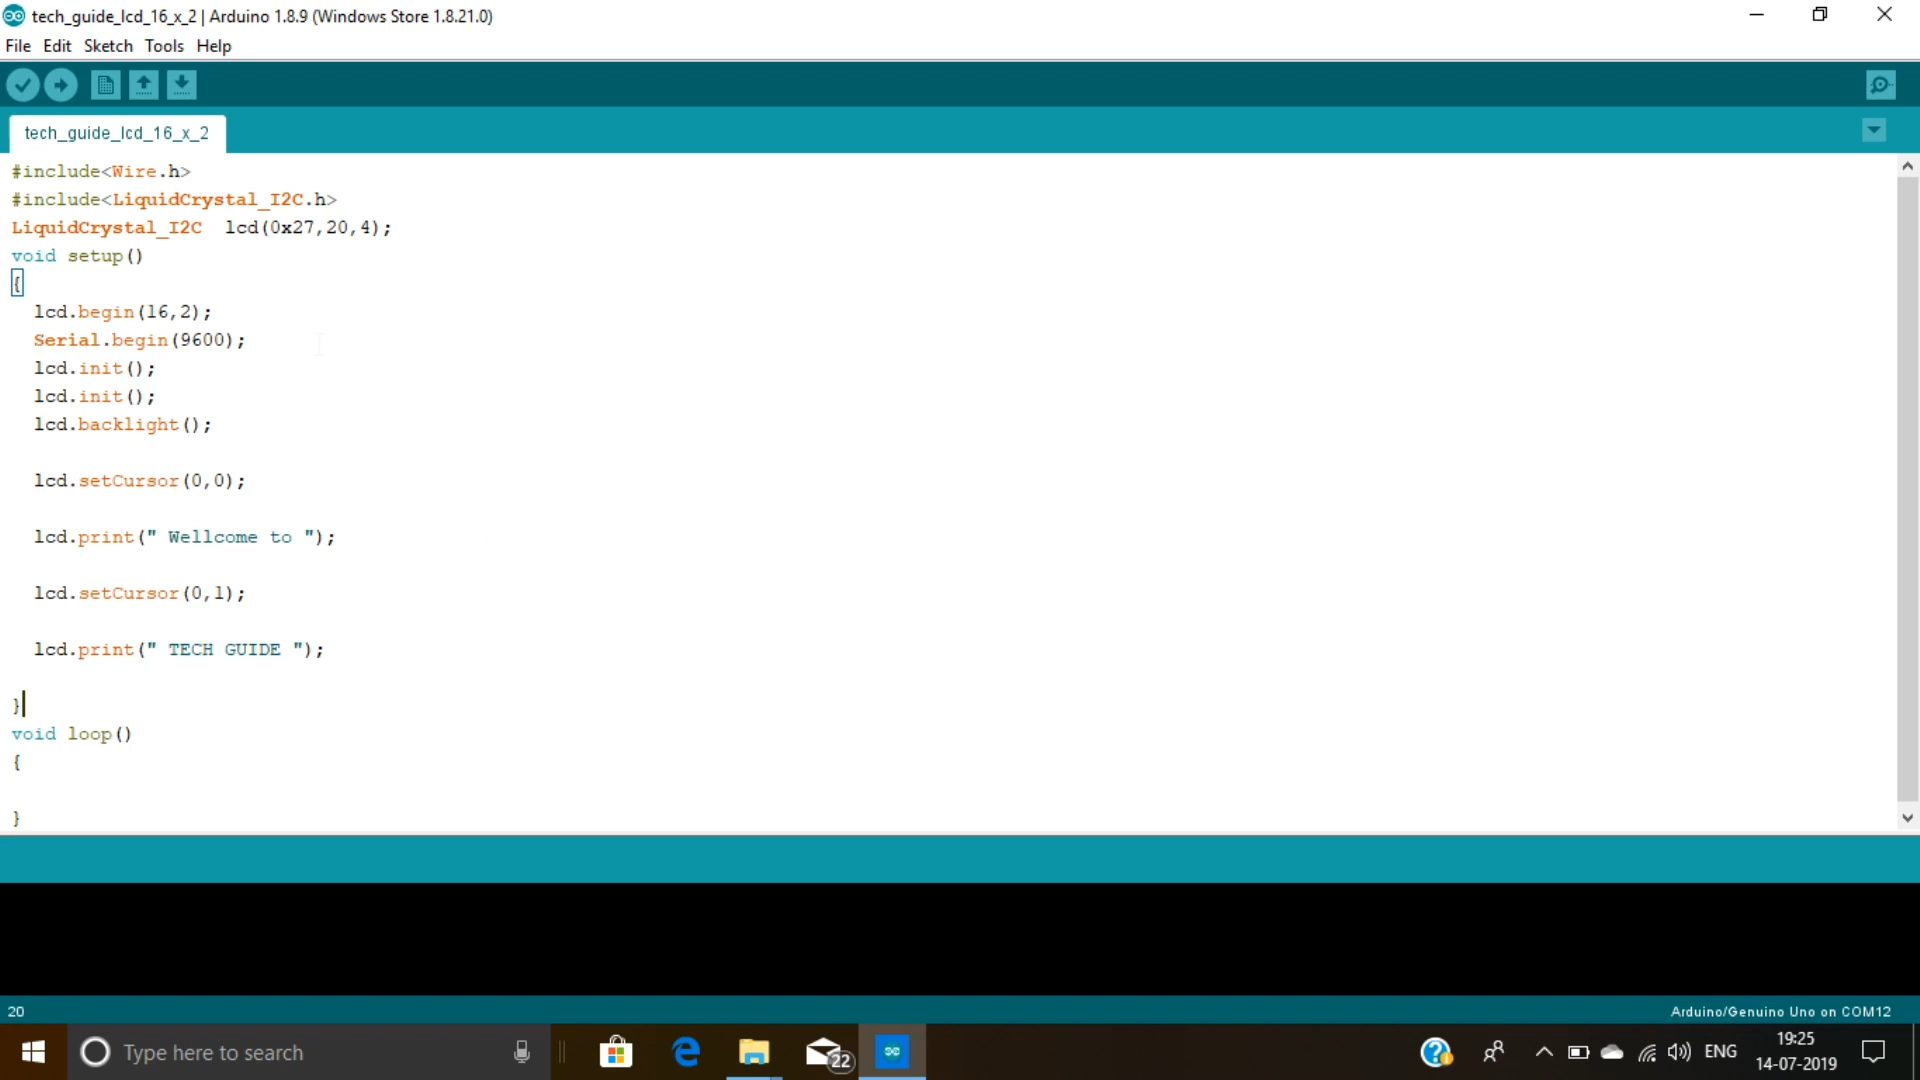 tech_guide_lcd_16_x_2 | Arduino 1.8.9 (Windows Store 1.8.21.0)
File Edit Sketch Tools Help
tech_guide_lcd_16_x_2
#include<Wire.h>
#include<LiquidCrystal_I2C.h>
LiquidCrystal_I2C  lcd(0x27,20,4);
void setup()
{
  lcd.begin(16,2);
  Serial.begin(9600);
  lcd.init();
  lcd.init();
  lcd.backlight();
  lcd.setCursor(0,0);
  lcd.print(" Wellcome to ");
  lcd.setCursor(0,1);
  lcd.print(" TECH GUIDE ");
}
void loop()
{
}
20 Arduino/Genuino Uno on COM12
Type here to search 22 ENG 19:25
14-07-2019